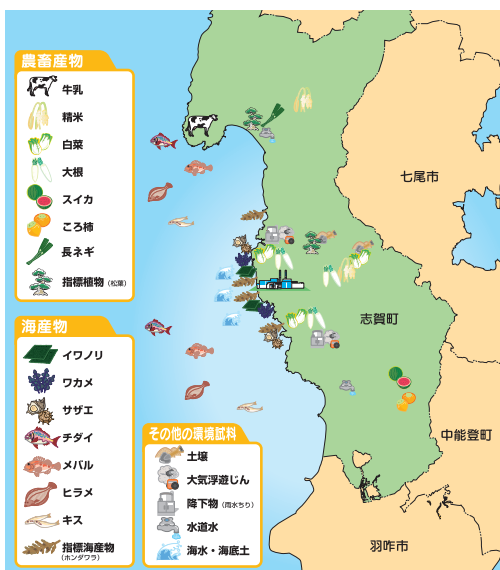 農畜産物
牛乳
精米
白菜
大根
スイカ
ころ柿
長ネギ
指標植物(松葉)
海産物
イワノリ
ワカメ
サザエ
チダイ
メバル
ヒラメ
キス
指標海産物
(ホンダワラ)
その他の環境試料
土壌
大気浮遊じん
降下物(雨水ちり)
水道水
海水・海底土
七尾市
志賀町
中能登町
羽咋市